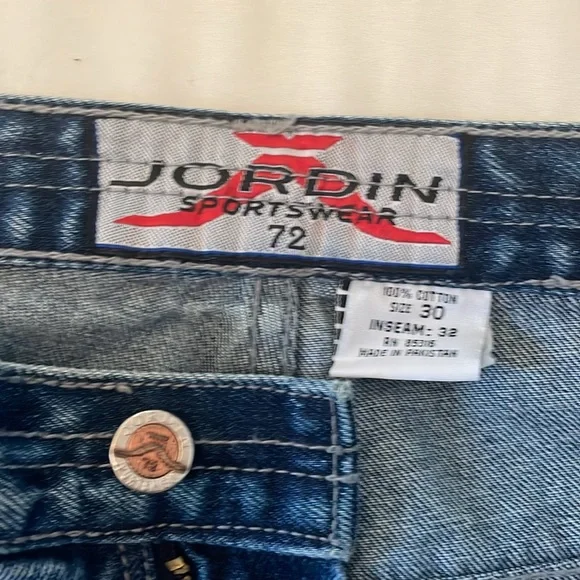 JORDIN
SPORTSWEAR
72
100% COTTON
SIZE 30
INSEAM: 32
RN 85316
MADE IN PAKISTAN